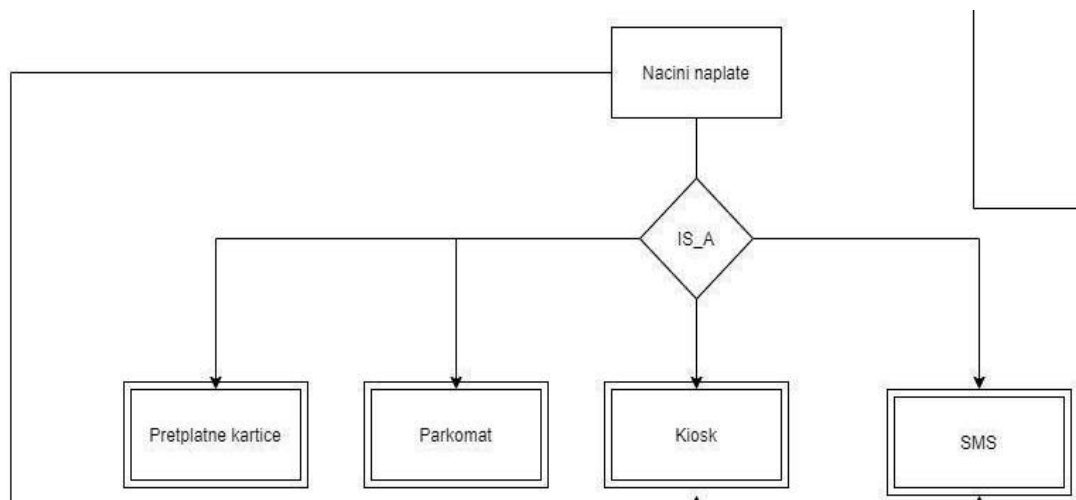 Nacini naplate
IS_A
Pretplatne kartice
Parkomat
Kiosk
SMS